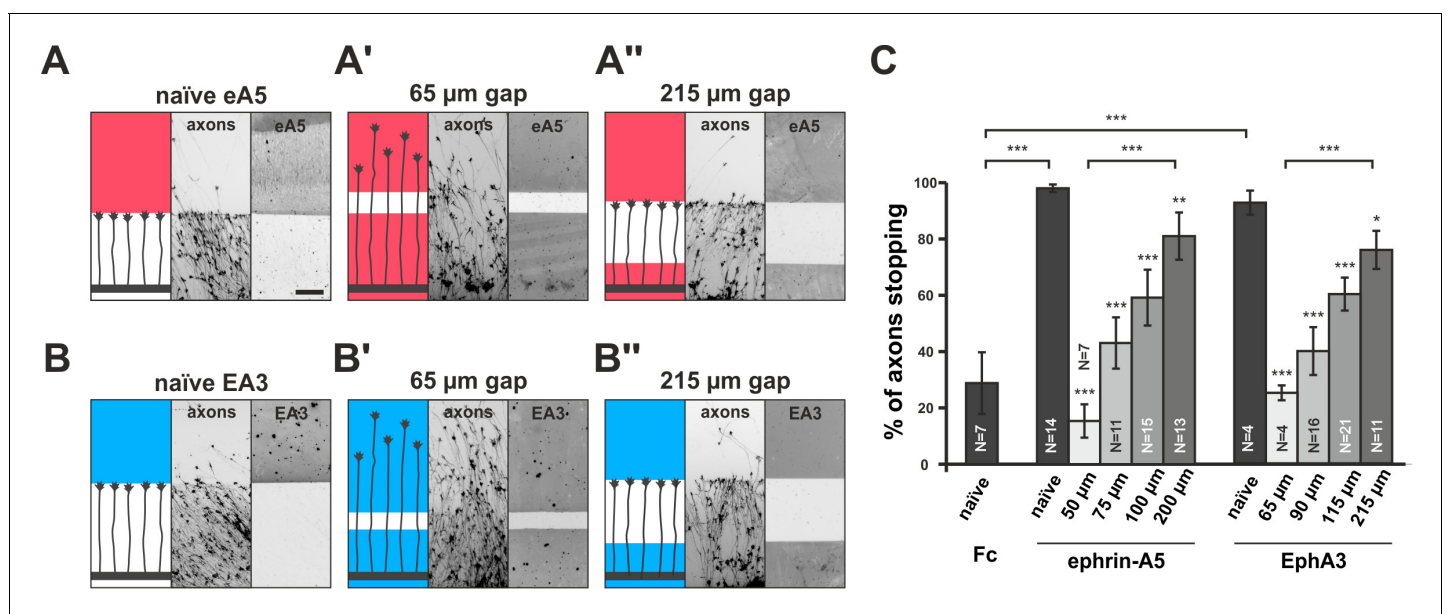 A
naïve eA5
axons
eA5
A'
65 µm gap
axons
eA5
A''
215 µm gap
axons
eA5
B
naïve EA3
axons
EA3
B'
65 µm gap
axons
EA3
B''
215 µm gap
axons
EA3
C
***
*** *** ***
% of axons stopping
100
80
60
40
20
0
*** *** *** **
*** *** *** *
N=7
N=14
N=7
N=11
N=15
N=13
N=4
N=4
N=16
N=21
N=11
naïve
naïve
50 µm
75 µm
100 µm
200 µm
naïve
65 µm
90 µm
115 µm
215 µm
Fc
ephrin-A5
EphA3